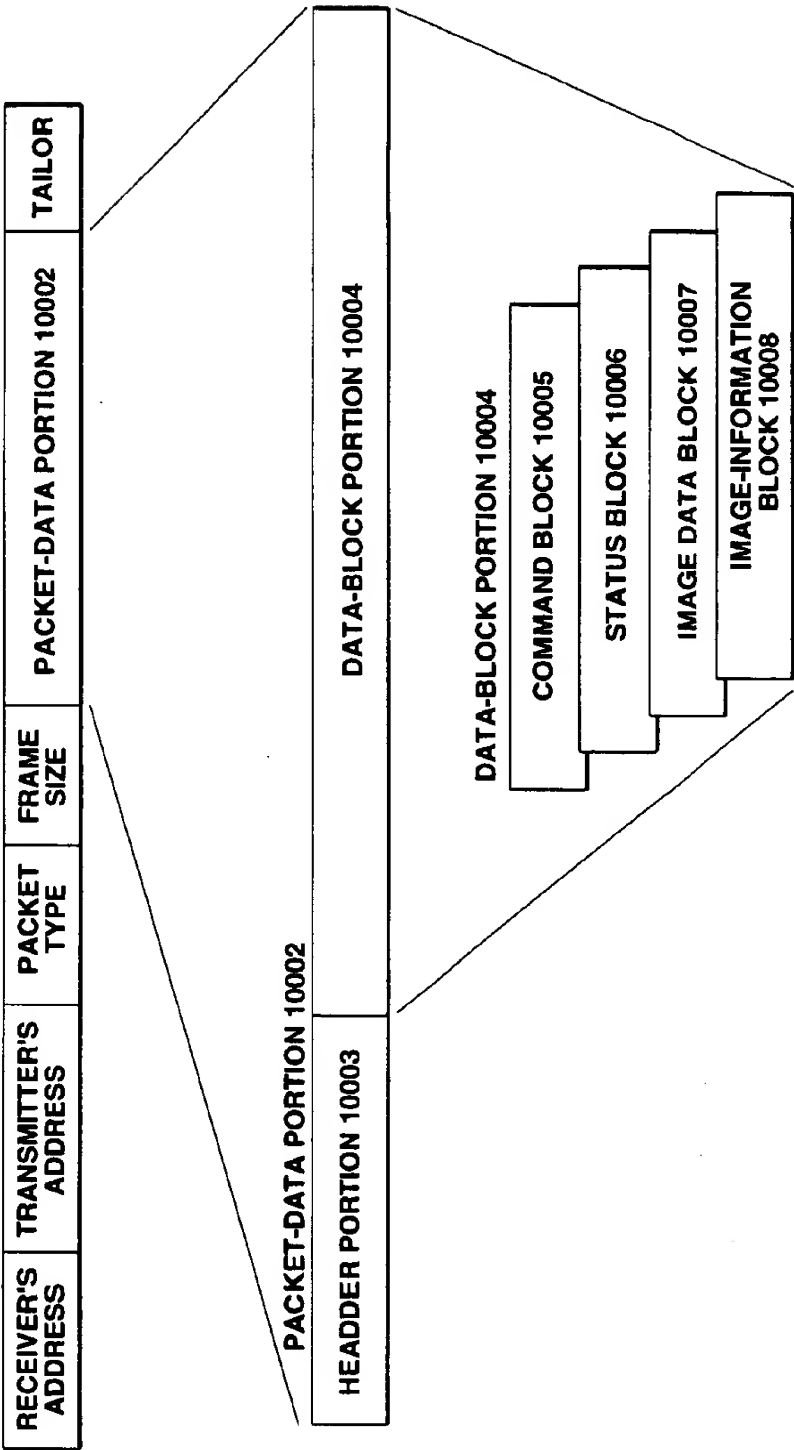 RECEIVER'S
ADDRESS
TRANSMITTER'S
ADDRESS
PACKET
TYPE
FRAME
SIZE
PACKET-DATA PORTION 10002
TAILOR
PACKET-DATA PORTION 10002
HEADDER PORTION 10003
DATA-BLOCK PORTION 10004
DATA-BLOCK PORTION 10004
COMMAND BLOCK 10005
STATUS BLOCK 10006
IMAGE DATA BLOCK 10007
IMAGE-INFORMATION
BLOCK 10008